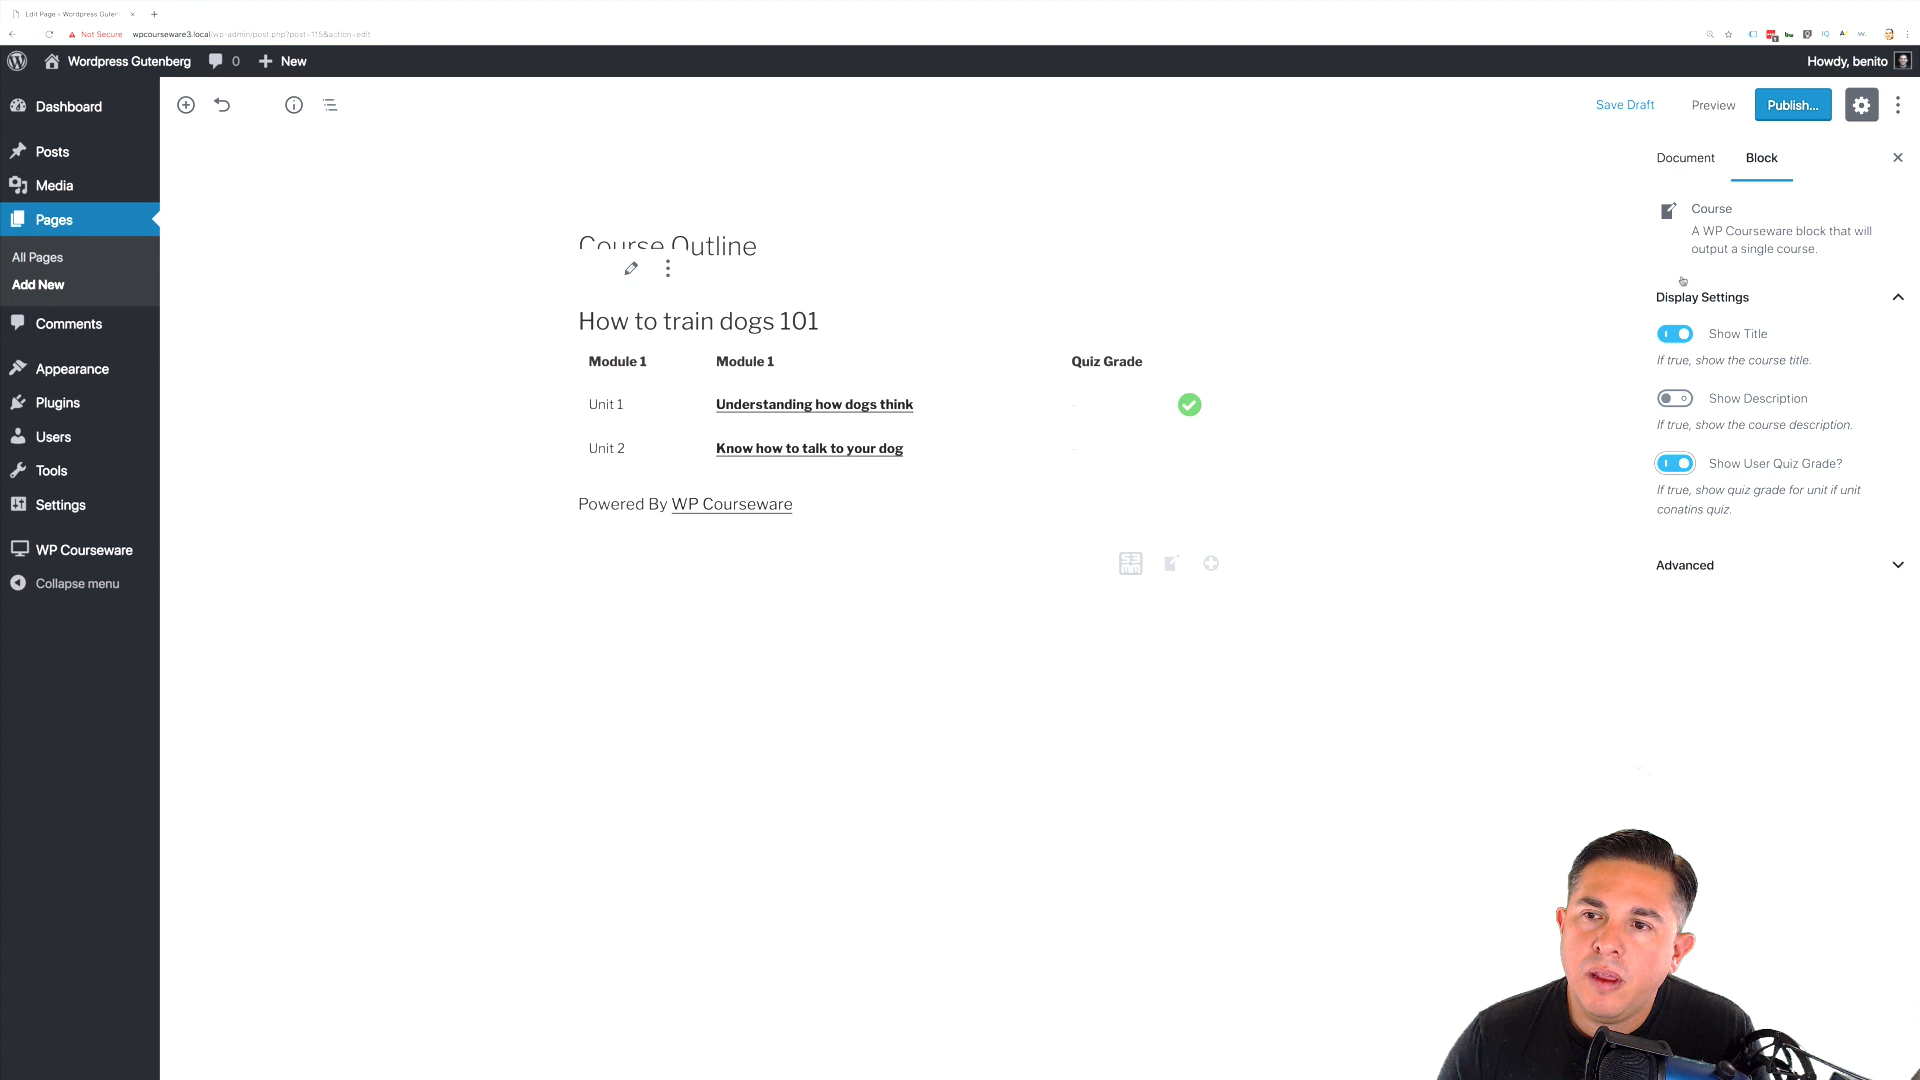 Edit Page ‹ Wordpress Guter
Not Secure wpcourseware3.local/wp-admin/post.php?post=115&action=edit
Wordpress Gutenberg 0 New Howdy, benito
Dashboard
Posts
Media
Pages
All Pages
Add New
Comments
Appearance
Plugins
Users
Tools
Settings
WP Courseware
Collapse menu
Save Draft Preview Publish...
Course Outline
How to train dogs 101
Module 1 Module 1 Quiz Grade
Unit 1 Understanding how dogs think
Unit 2 Know how to talk to your dog
Powered By WP Courseware
Document Block
Course
A WP Courseware block that will
output a single course.
Display Settings
Show Title
If true, show the course title.
Show Description
If true, show the course description.
Show User Quiz Grade?
If true, show quiz grade for unit if unit
conatins quiz.
Advanced